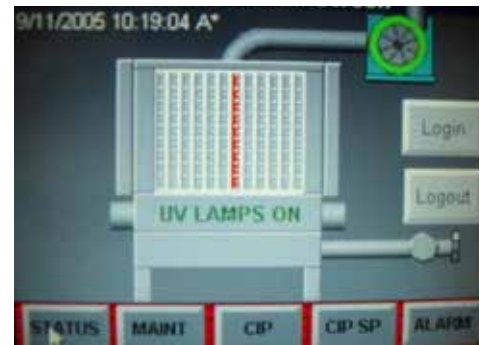 9/11/2005 10:19:04 A*
Login
Logout
UV LAMPS ON
STATUS MAINT CIP CIP SP ALARM